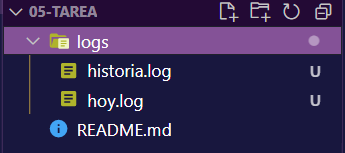 05-TAREA
logs
historia.log U
hoy.log U
README.md